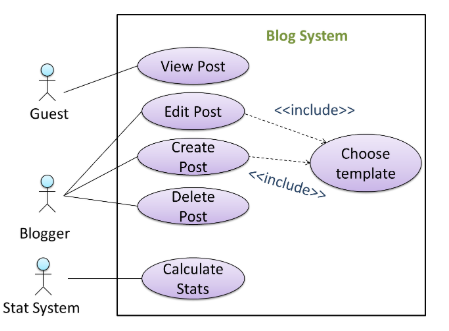 Blog System
View Post
Guest
Edit Post
<<include>>
Create
Post
Choose
template
<<include>>
Delete
Post
Blogger
Calculate
Stats
Stat System